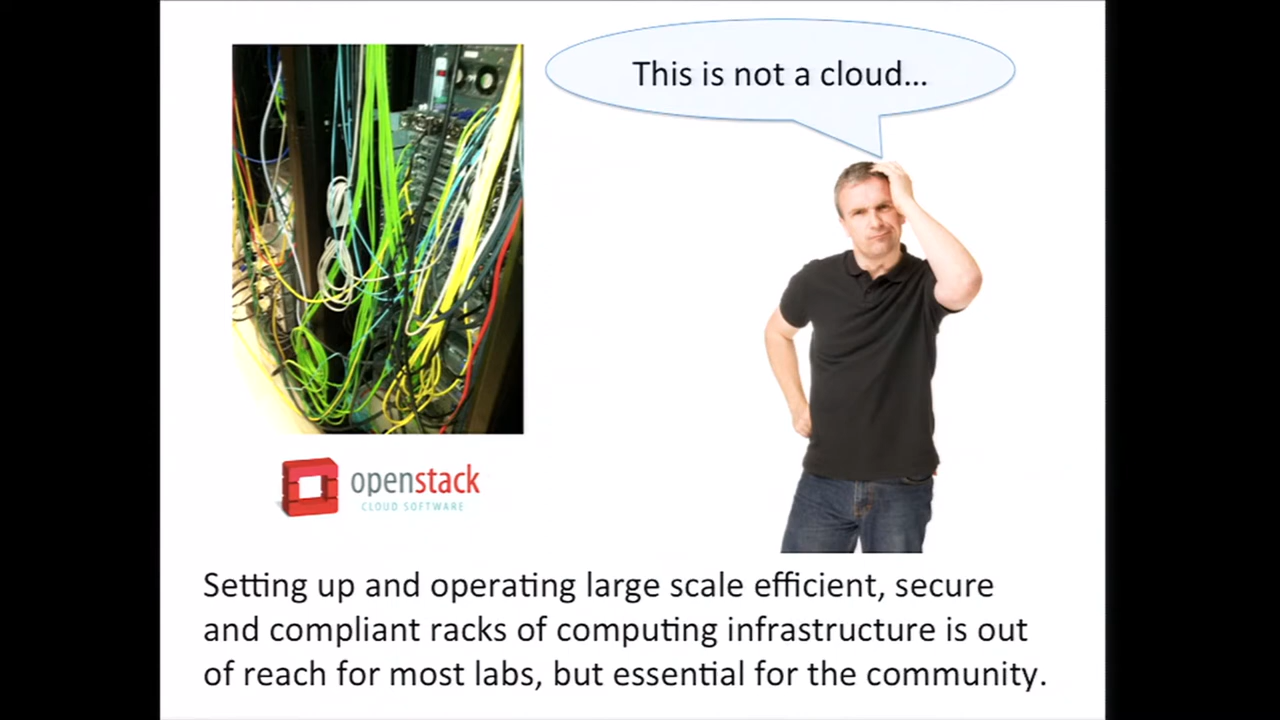 This is not a cloud...
openstack
CLOUD SOFTWARE
Setting up and operating large scale efficient, secure
and compliant racks of computing infrastructure is out
of reach for most labs, but essential for the community.